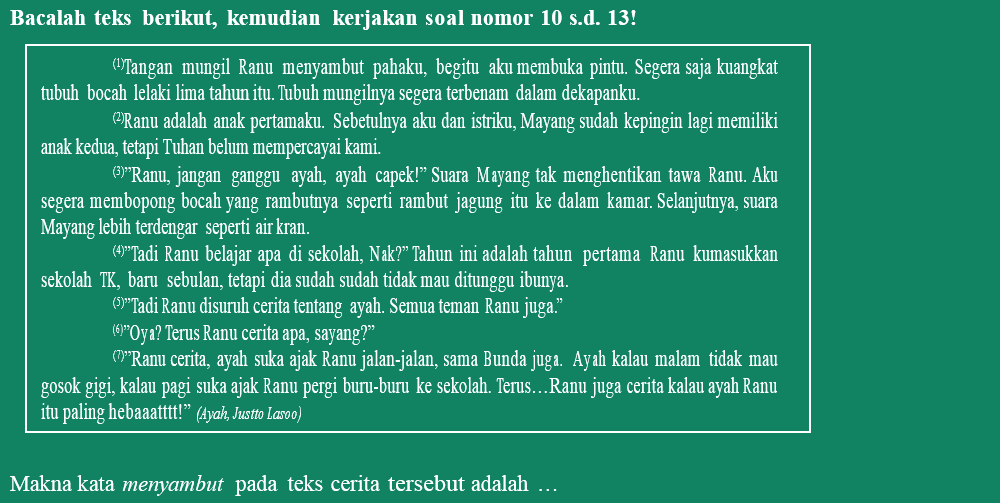 Bacalah teks berikut, kemudian kerjakan soal nomor 10 s.d. 13!
(1)Tangan mungil Ranu menyambut pahaku, begitu aku membuka pintu. Segera saja kuangkat
tubuh bocah lelaki lima tahun itu. Tubuh mungilnya segera terbenam dalam dekapanku.
(2)Ranu adalah anak pertamaku. Sebetulnya aku dan istriku, Mayang sudah kepingin lagi memiliki
anak kedua, tetapi Tuhan belum mempercayai kami.
(3)”Ranu, jangan ganggu ayah, ayah capek!” Suara Mayang tak menghentikan tawa Ranu. Aku
segera membopong bocah yang rambutnya seperti rambut jagung itu ke dalam kamar. Selanjutnya, suara
Mayang lebih terdengar seperti air kran.
(4)”Tadi Ranu belajar apa di sekolah, Nak?” Tahun ini adalah tahun pertama Ranu kumasukkan
sekolah TK, baru sebulan, tetapi dia sudah sudah tidak mau ditunggu ibunya.
(5)”Tadi Ranu disuruh cerita tentang ayah. Semua teman Ranu juga.”
(6)”Oya? Terus Ranu cerita apa, sayang?”
(7)”Ranu cerita, ayah suka ajak Ranu jalan-jalan, sama Bunda juga. Ayah kalau malam tidak mau
gosok gigi, kalau pagi suka ajak Ranu pergi buru-buru ke sekolah. Terus…Ranu juga cerita kalau ayah Ranu
itu paling hebaaatttt!” (Ayah, Justto Lasoo)
Makna kata menyambut pada teks cerita tersebut adalah …